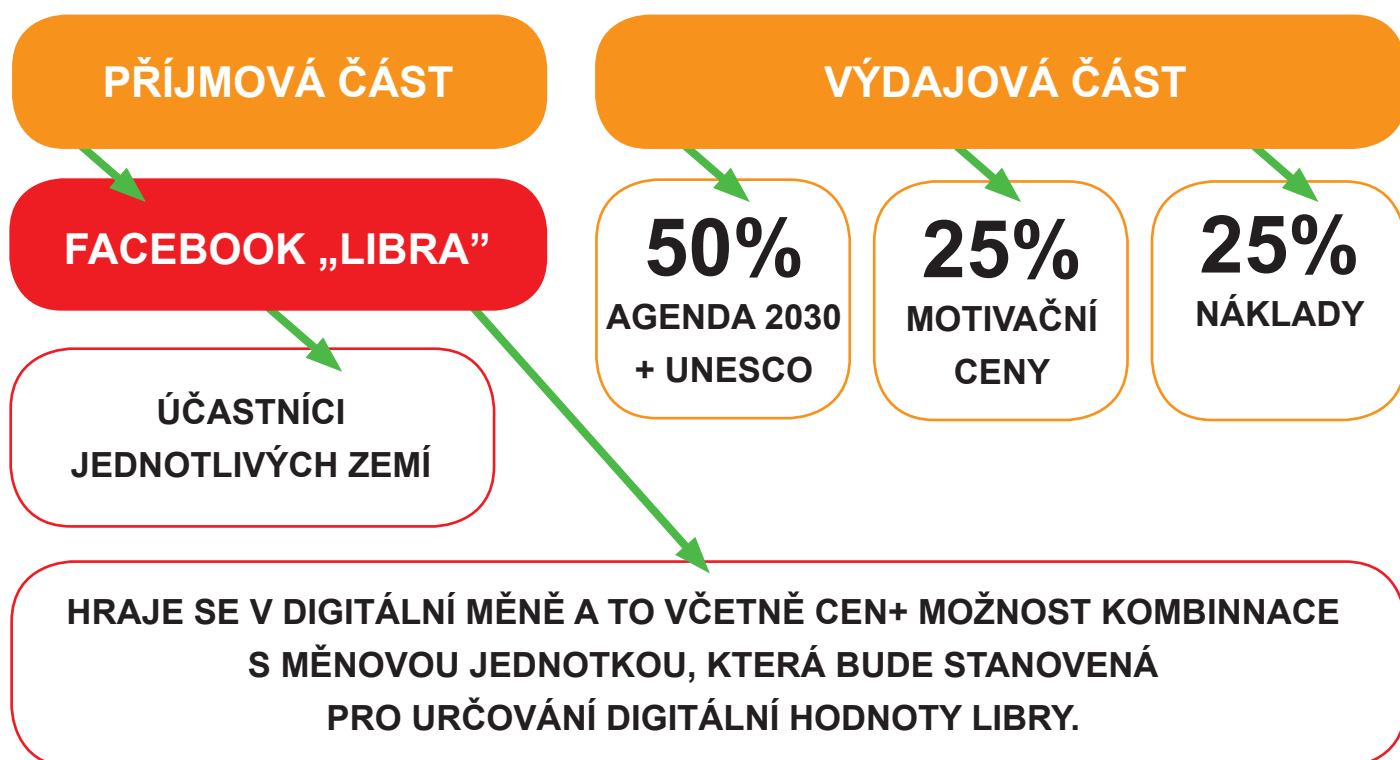 PŘÍJMOVÁ ČÁST
FACEBOOK „LIBRA”
ÚČASTNÍCI
JEDNOTLIVÝCH ZEMÍ
VÝDAJOVÁ ČÁST
50%
AGENDA 2030
+ UNESCO
25%
MOTIVAČNÍ
CENY
25%
NÁKLADY
HRAJE SE V DIGITÁLNÍ MĚNĚ A TO VČETNĚ CEN+ MOŽNOST KOMBINNACE
S MĚNOVOU JEDNOTKOU, KTERÁ BUDE STANOVENÁ
PRO URČOVÁNÍ DIGITÁLNÍ HODNOTY LIBRY.